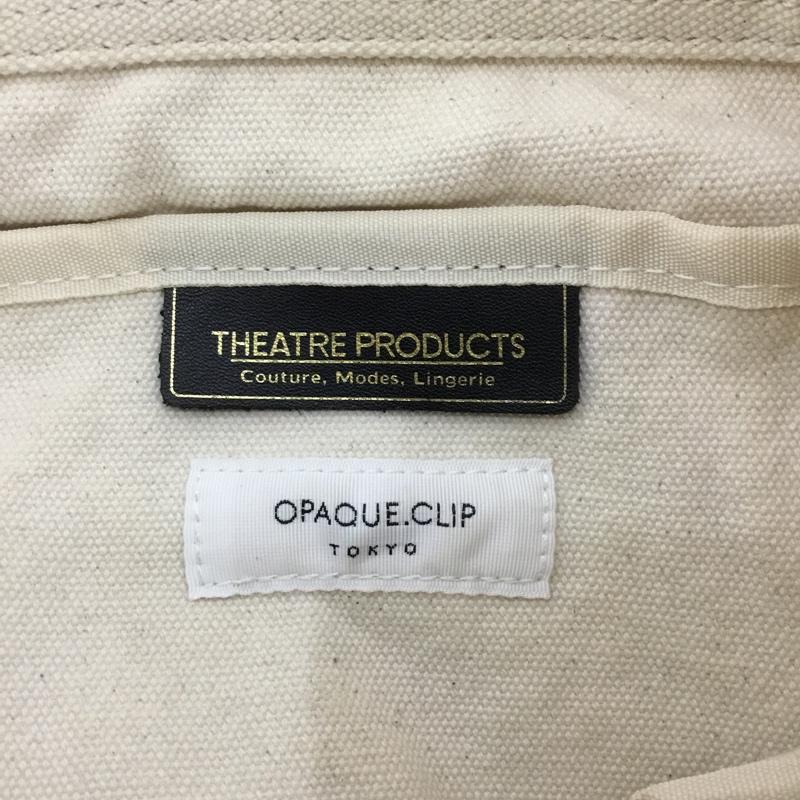 THEATRE PRODUCTS
Couture, Modes, Lingerie
OPAQUE.CLIP
TOKYO